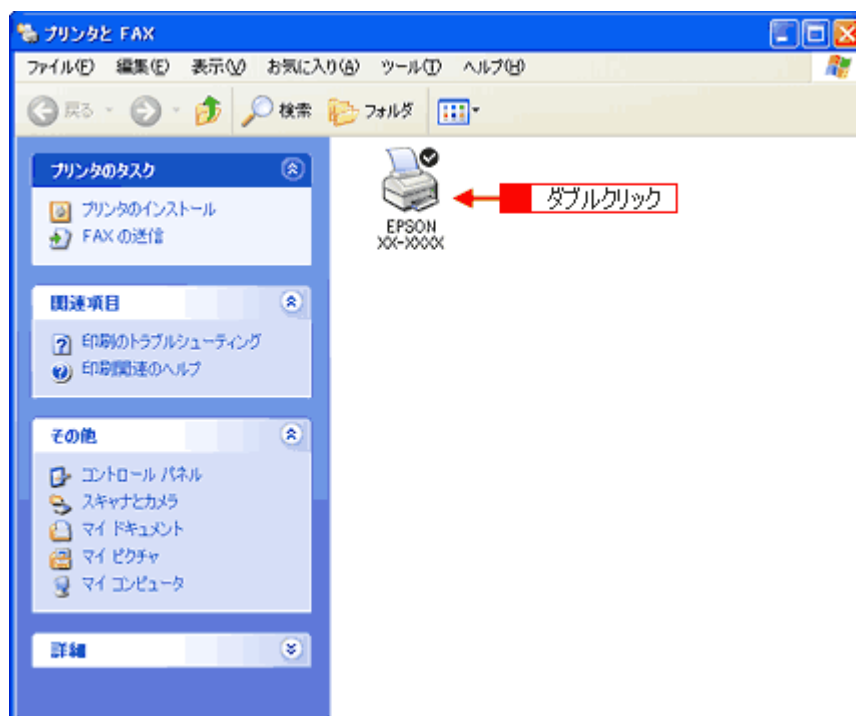 プリンタと FAX
ファイル(F) 編集(E) 表示(V) お気に入り(A) ツール(T) ヘルプ(H)
戻る 検索 フォルダ
プリンタのタスク
プリンタのインストール
FAX の送信
関連項目
印刷のトラブルシューティング
印刷関連のヘルプ
その他
コントロール パネル
スキャナとカメラ
マイ ドキュメント
マイ ピクチャ
マイ コンピュータ
詳細
EPSON
XX-XXXX
ダブルクリック